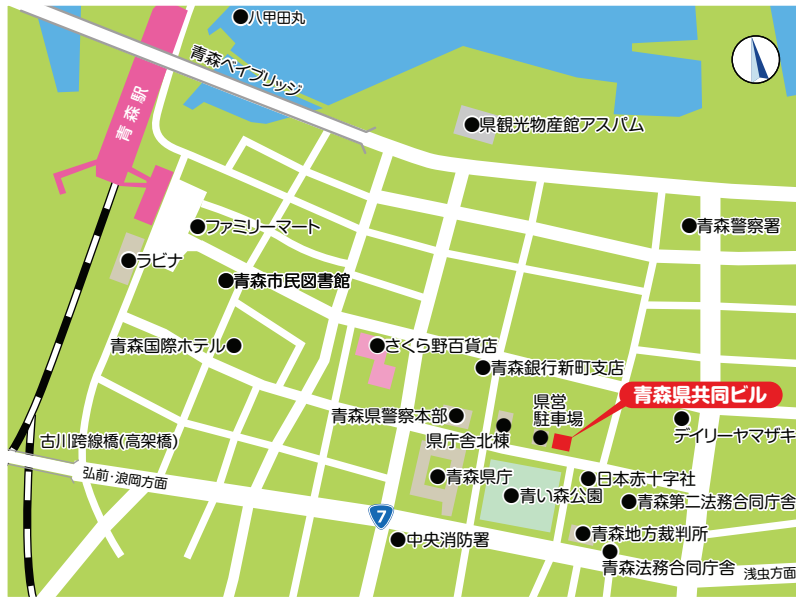 八甲田丸
青森ベイブリッジ
青森駅
県観光物産館アスパム
ファミリーマート
青森警察署
ラビナ
青森市民図書館
青森国際ホテル
さくら野百貨店
青森銀行新町支店
青森県共同ビル
県営
駐車場
青森県警察本部
デイリーヤマザキ
古川跨線橋(高架橋)
県庁舎北棟
弘前・浪岡方面
青森県庁
日本赤十字社
青い森公園
青森第二法務合同庁舎
7
中央消防署
青森地方裁判所
青森法務合同庁舎
浅虫方面